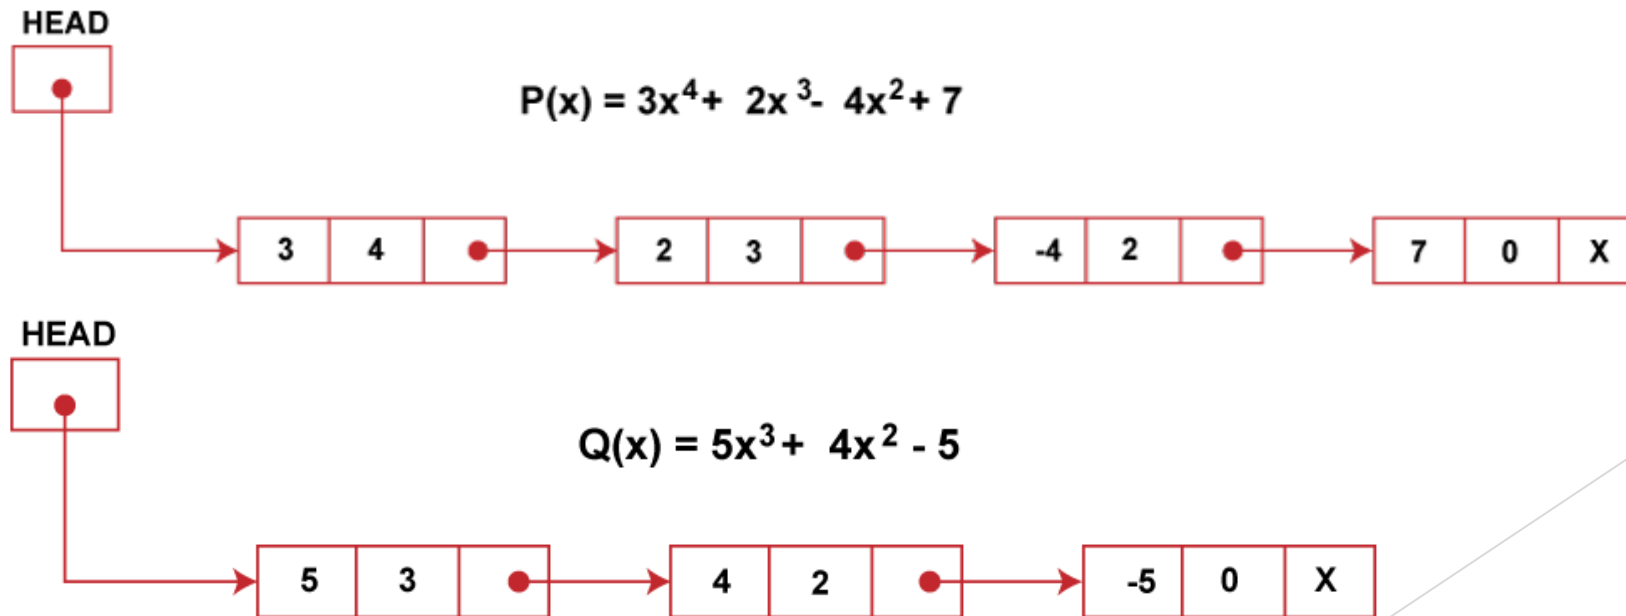 HEAD
P(x) = 3x⁴ + 2x³ - 4x² + 7
3 4 2 3 -4 2 7 0 X
HEAD
Q(x) = 5x³ + 4x² - 5
5 3 4 2 -5 0 X